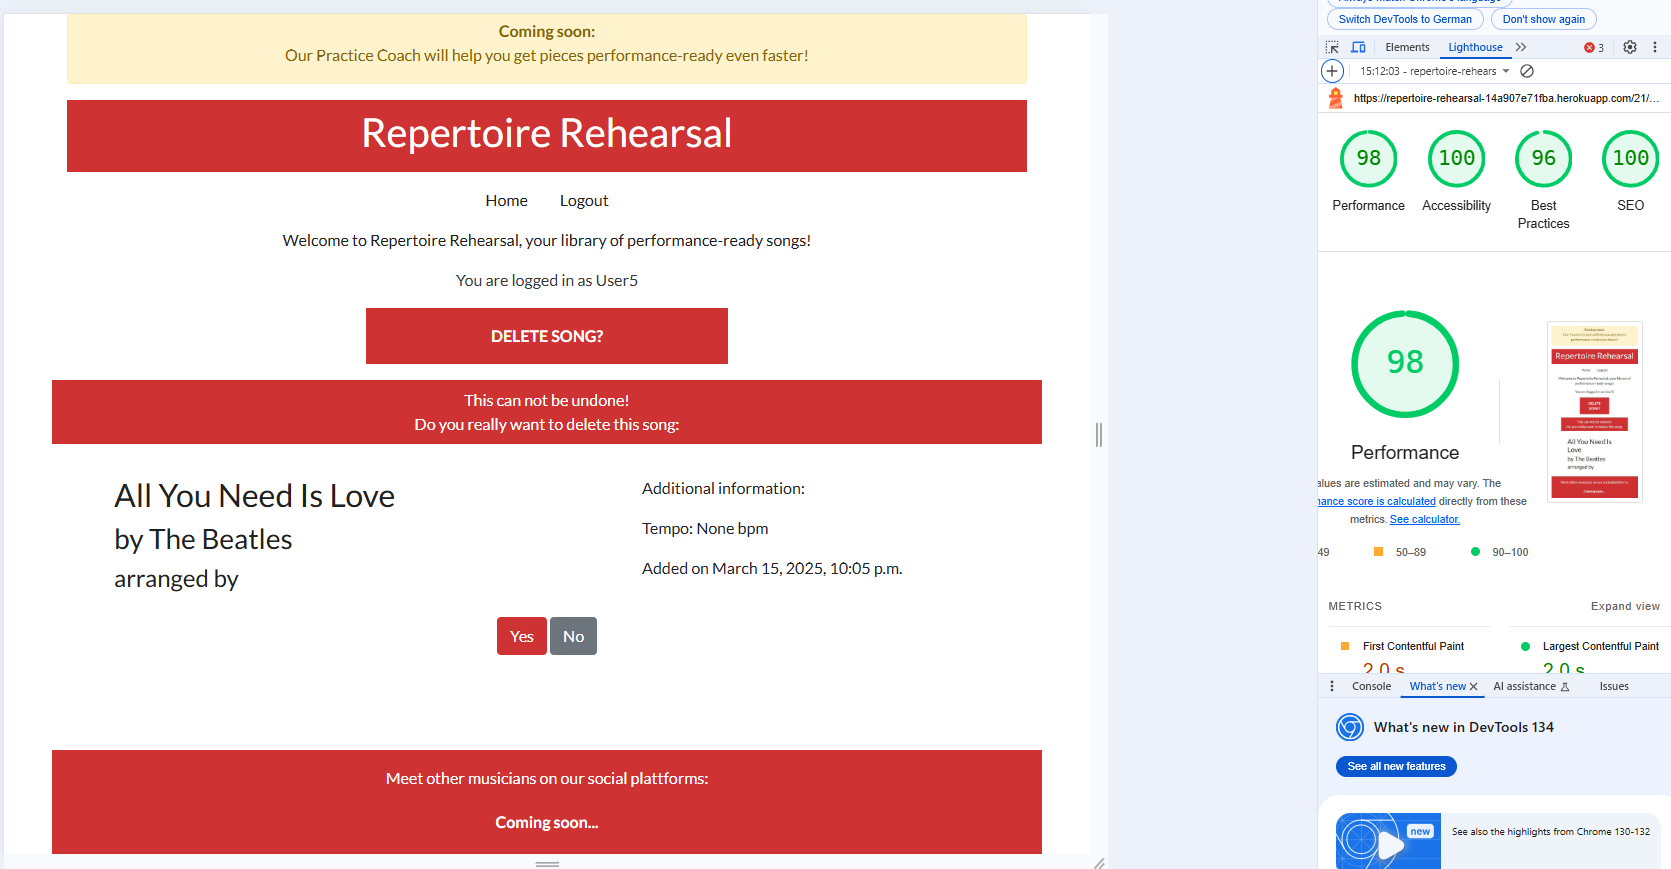 Coming soon:
Our Practice Coach will help you get pieces performance-ready even faster!
Repertoire Rehearsal
Home Logout
Welcome to Repertoire Rehearsal, your library of performance-ready songs!
You are logged in as User5
DELETE SONG?
This can not be undone!
Do you really want to delete this song:
All You Need Is Love
by The Beatles
arranged by
Additional information:
Tempo: None bpm
Added on March 15, 2025, 10:05 p.m.
Yes No
Meet other musicians on our social plattforms:
Coming soon...
Switch DevTools to German Don't show again
Elements Lighthouse 3
15:12:03 - repertoire-rehears
https://repertoire-rehearsal-14a907e71fba.herokuapp.com/21/...
98 100 96 100
Performance Accessibility Best Practices SEO
98
Performance
alues are estimated and may vary. The
nance score is calculated directly from these
metrics. See calculator.
49 50–89 90–100
METRICS Expand view
First Contentful Paint Largest Contentful Paint
2.0 s 2.0 s
Console What's new AI assistance Issues
What's new in DevTools 134
See all new features
new
See also the highlights from Chrome 130-132